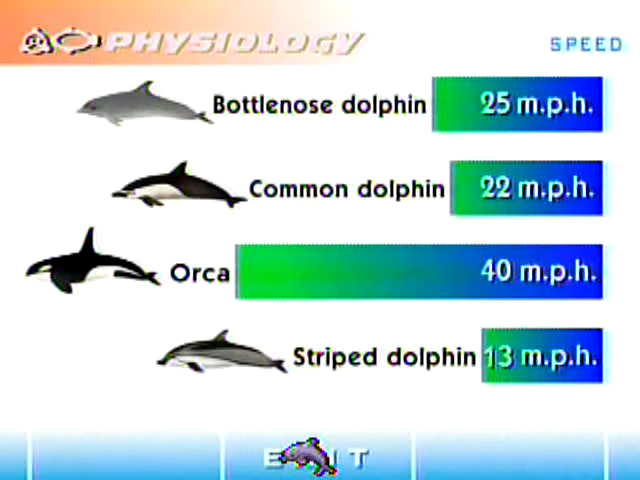 PHYSIOLOGY
SPEED
Bottlenose dolphin 25 m.p.h.
Common dolphin 22 m.p.h.
Orca 40 m.p.h.
Striped dolphin 13 m.p.h.